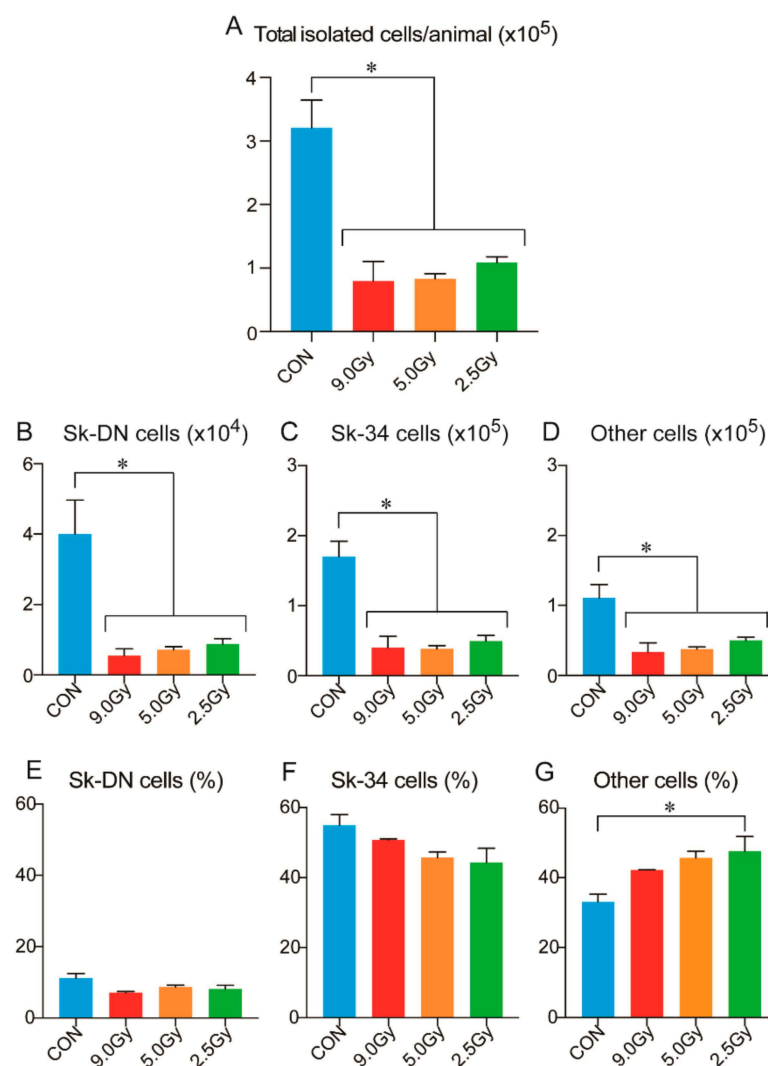 A Total isolated cells/animal (x10⁵)
*
4
3
2
1
0
CON 9.0Gy 5.0Gy 2.5Gy
B Sk-DN cells (x10⁴) C Sk-34 cells (x10⁵) D Other cells (x10⁵)
6 3 3
* * *
4 2 2
2 1 1
0 0 0
CON 9.0Gy 5.0Gy 2.5Gy CON 9.0Gy 5.0Gy 2.5Gy CON 9.0Gy 5.0Gy 2.5Gy
E Sk-DN cells (%) F Sk-34 cells (%) G Other cells (%)
60 60 60
*
40 40 40
20 20 20
0 0 0
CON 9.0Gy 5.0Gy 2.5Gy CON 9.0Gy 5.0Gy 2.5Gy CON 9.0Gy 5.0Gy 2.5Gy